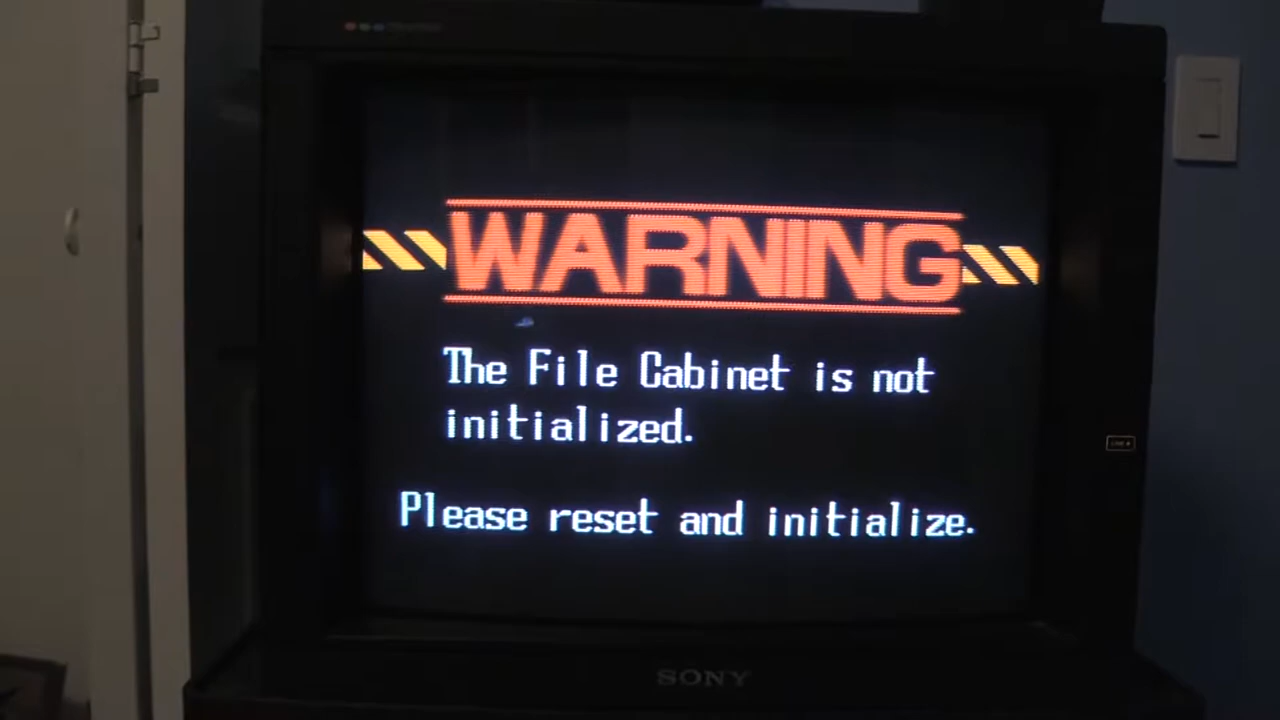 WARNING
The File Cabinet is not
initialized.
Please reset and initialize.
SONY